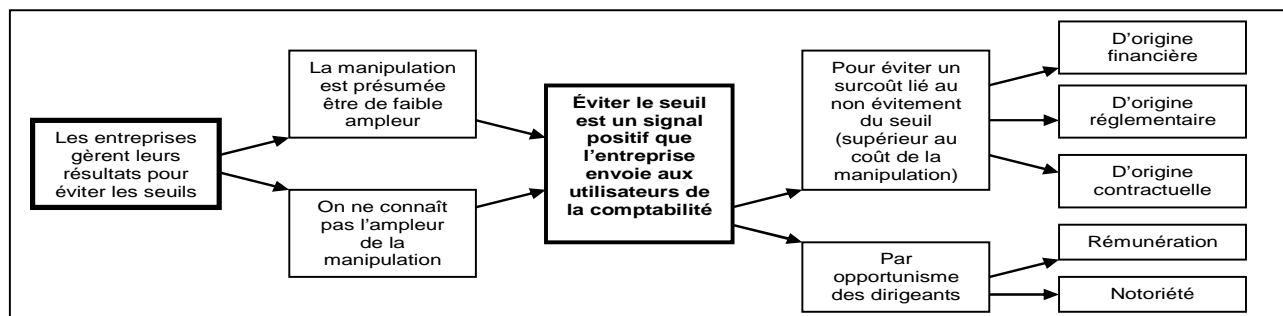 Les entreprises
gèrent leurs
résultats pour
éviter les seuils
La manipulation
est présumée
être de faible
ampleur
On ne connaît
pas l'ampleur
de la
manipulation
Éviter le seuil
est un signal
positif que
l'entreprise
envoie aux
utilisateurs de
la comptabilité
Pour éviter un
surcoût lié au
non évitement
du seuil
(supérieur au
coût de la
manipulation)
Par
opportunisme
des dirigeants
D'origine
financière
D'origine
réglementaire
D'origine
contractuelle
Rémunération
Notoriété